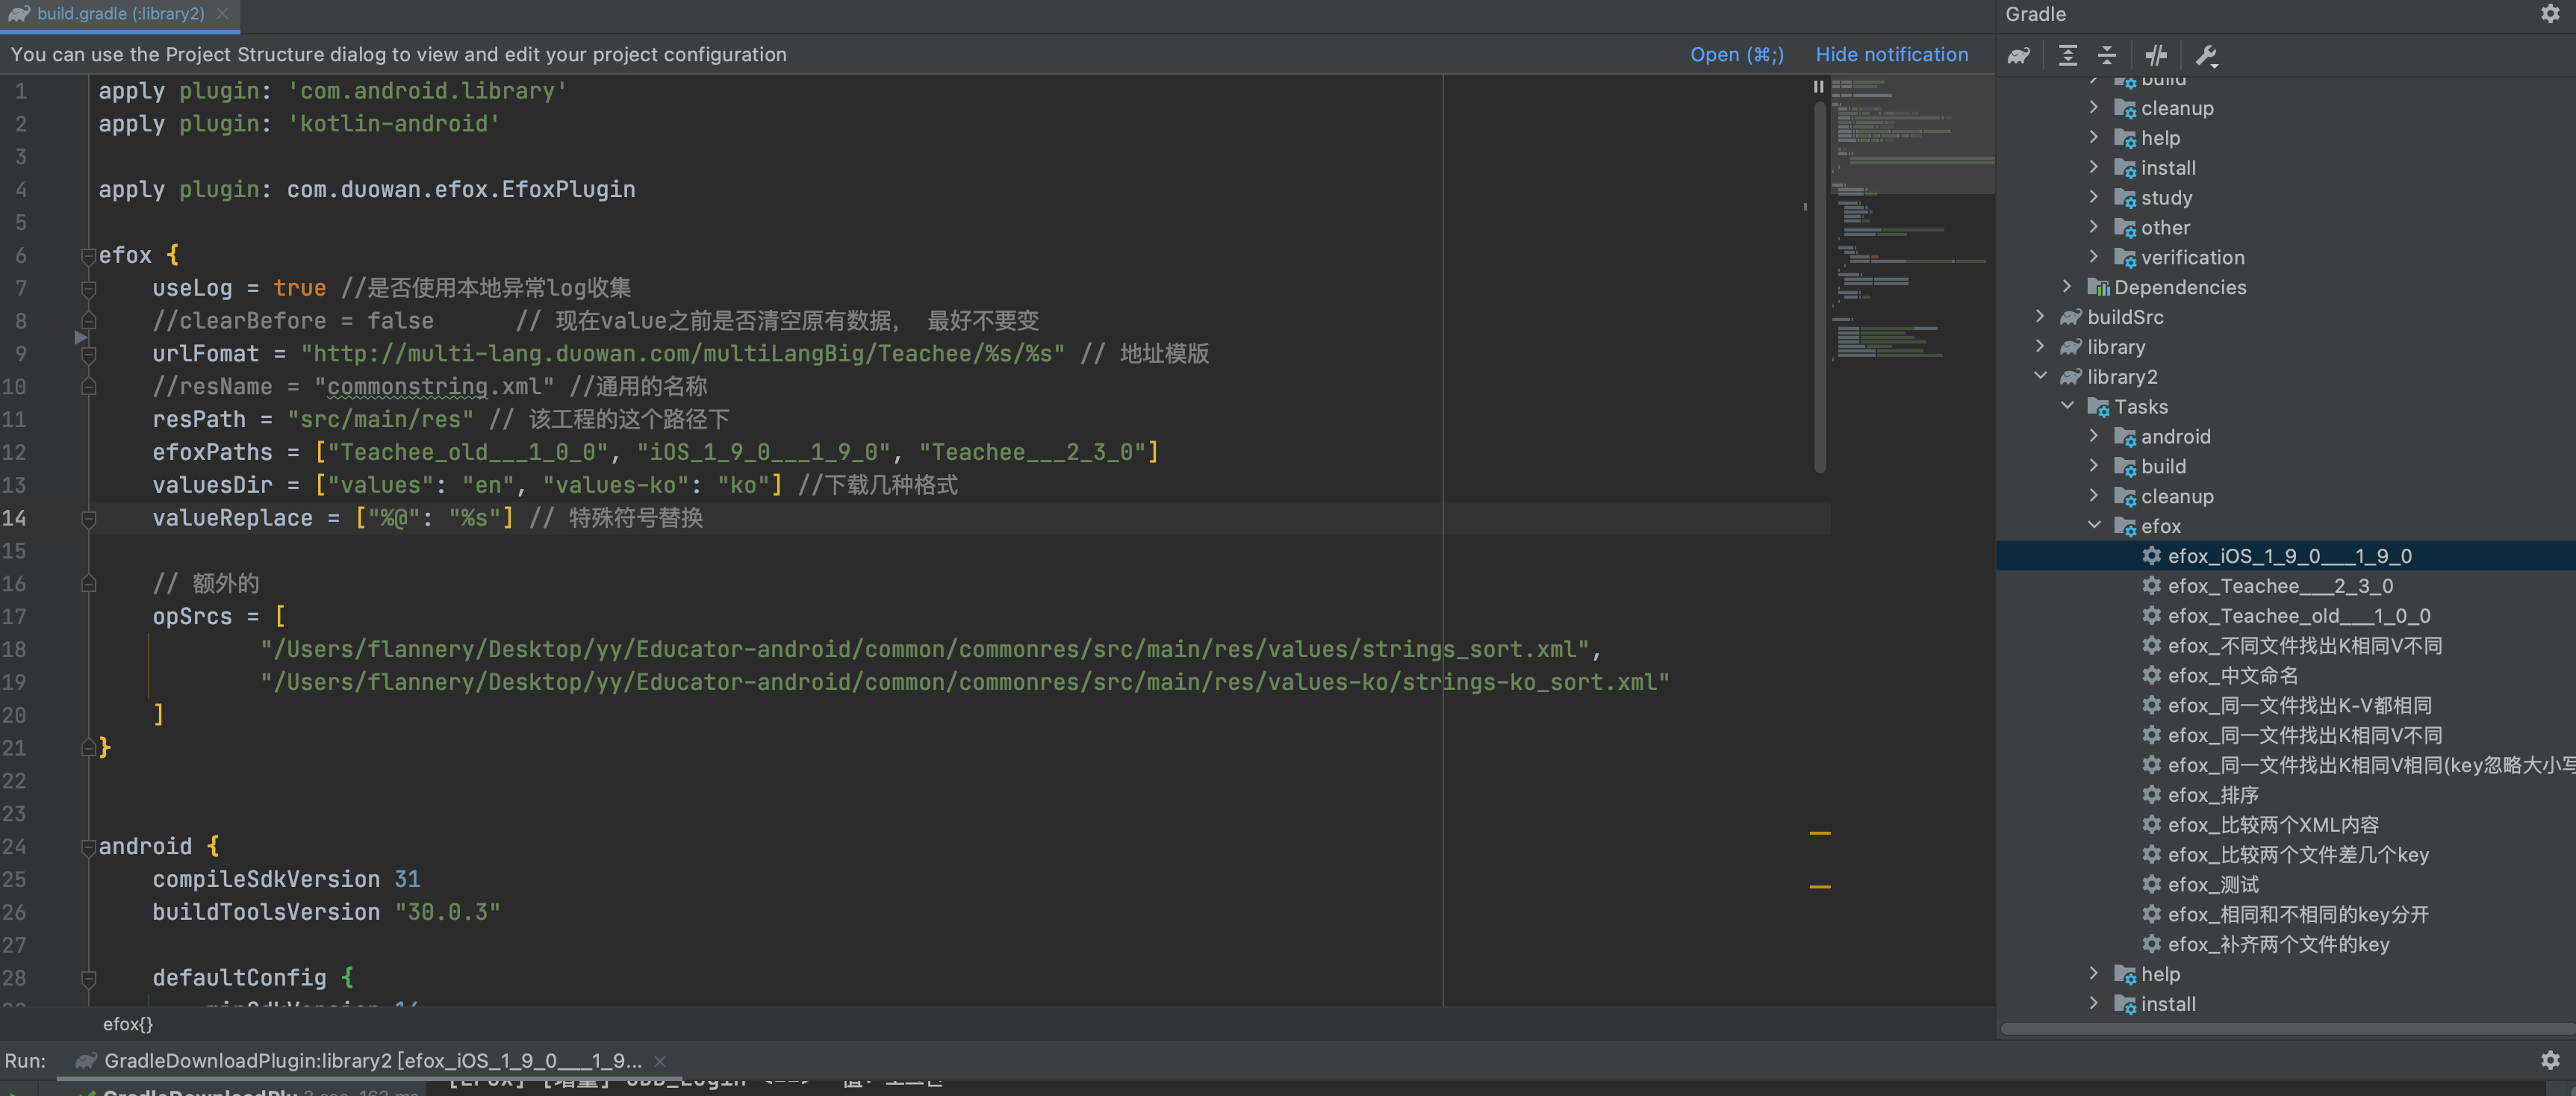 build.gradle (:library2)
You can use the Project Structure dialog to view and edit your project configuration
Open (⌘;)
Hide notification
1 apply plugin: 'com.android.library'
2 apply plugin: 'kotlin-android'
3
4 apply plugin: com.duowan.efox.EfoxPlugin
5
6 efox {
7 useLog = true //是否使用本地异常log收集
8 //clearBefore = false // 现在value之前是否清空原有数据， 最好不要变
9 urlFomat = "http://multi-lang.duowan.com/multiLangBig/Teachee/%s/%s" // 地址模版
10 //resName = "commonstring.xml" //通用的名称
11 resPath = "src/main/res" // 该工程的这个路径下
12 efoxPaths = ["Teachee_old___1_0_0", "iOS_1_9_0___1_9_0", "Teachee___2_3_0"]
13 valuesDir = ["values": "en", "values-ko": "ko"] //下载几种格式
14 valueReplace = ["%@": "%s"] // 特殊符号替换
15
16 // 额外的
17 opSrcs = [
18 "/Users/flannery/Desktop/yy/Educator-android/common/commonres/src/main/res/values/strings_sort.xml",
19 "/Users/flannery/Desktop/yy/Educator-android/common/commonres/src/main/res/values-ko/strings-ko_sort.xml"
20 ]
21 }
22
23
24 android {
25 compileSdkVersion 31
26 buildToolsVersion "30.0.3"
27
28 defaultConfig {
minSdkVersion 14
efox{}
Gradle
build
cleanup
help
install
study
other
verification
Dependencies
buildSrc
library
library2
Tasks
android
build
cleanup
efox
efox_iOS_1_9_0___1_9_0
efox_Teachee___2_3_0
efox_Teachee_old___1_0_0
efox_不同文件找出K相同V不同
efox_中文命名
efox_同一文件找出K-V都相同
efox_同一文件找出K相同V不同
efox_同一文件找出K相同V相同(key忽略大小写
efox_排序
efox_比较两个XML内容
efox_比较两个文件差几个key
efox_测试
efox_相同和不相同的key分开
efox_补齐两个文件的key
help
install
Run:
GradleDownloadPlugin:library2 [efox_iOS_1_9_0___1_9...